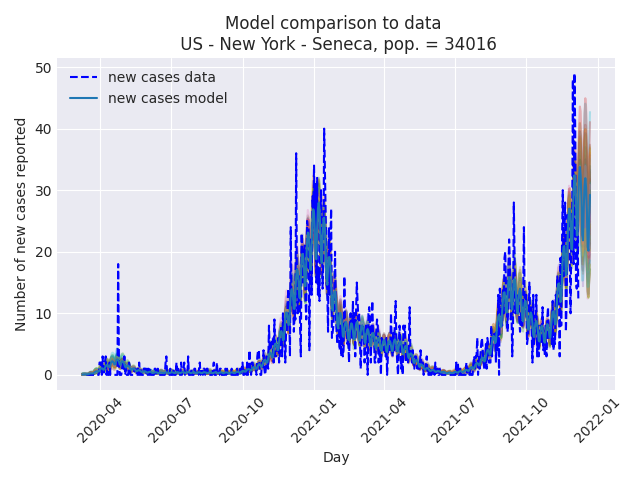 Model comparison to data
US - New York - Seneca, pop. = 34016
new cases data
new cases model
Number of new cases reported
50
40
30
20
10
0
2020-04
2020-07
2020-10
2021-01
2021-04
2021-07
2021-10
2022-01
Day